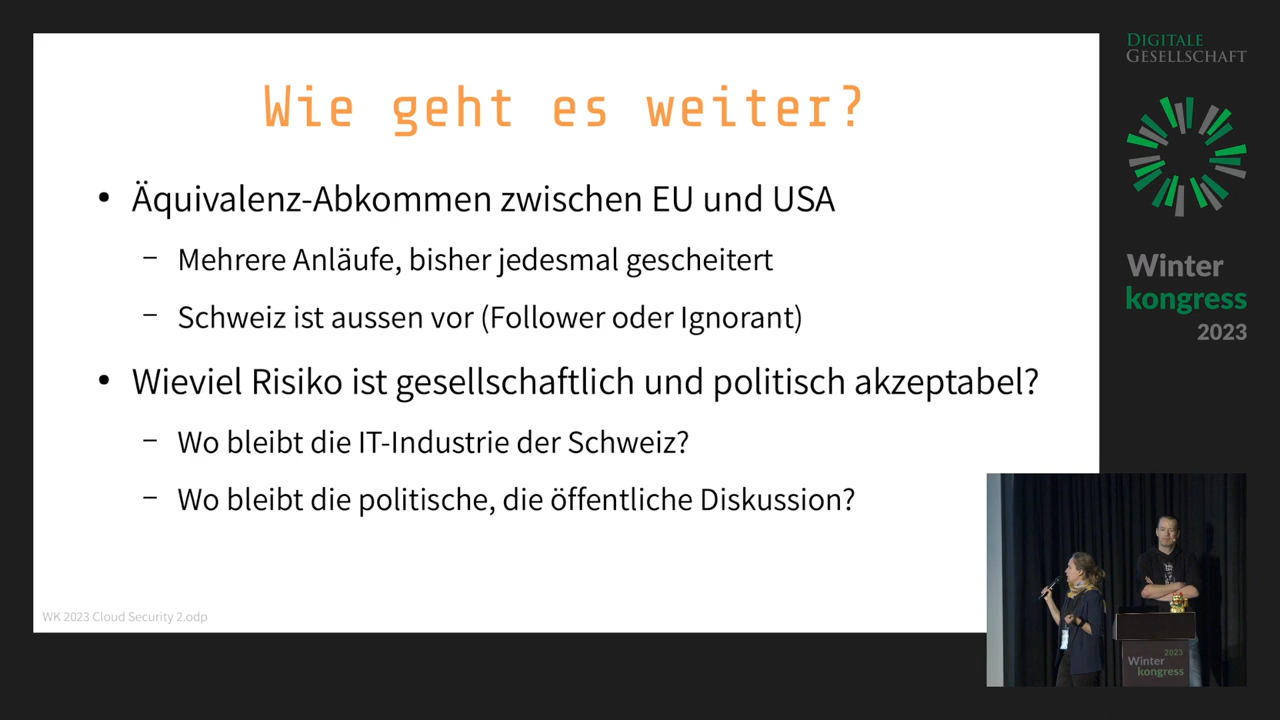 Wie geht es weiter?
• Äquivalenz-Abkommen zwischen EU und USA
– Mehrere Anläufe, bisher jedesmal gescheitert
– Schweiz ist aussen vor (Follower oder Ignorant)
• Wieviel Risiko ist gesellschaftlich und politisch akzeptabel?
– Wo bleibt die IT-Industrie der Schweiz?
– Wo bleibt die politische, die öffentliche Diskussion?
WK 2023 Cloud Security 2.odp
DIGITALE
GESELLSCHAFT
Winter
kongress
2023
2023
Winter
kongress